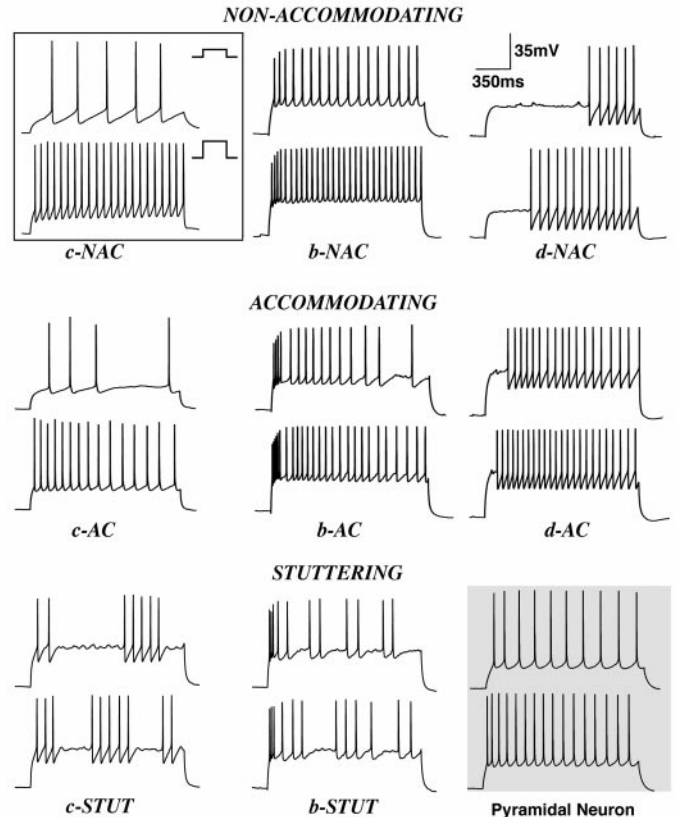 NON-ACCOMMODATING
35mV
350ms
c-NAC
b-NAC
d-NAC
ACCOMMODATING
c-AC
b-AC
d-AC
STUTTERING
c-STUT
b-STUT
Pyramidal Neuron